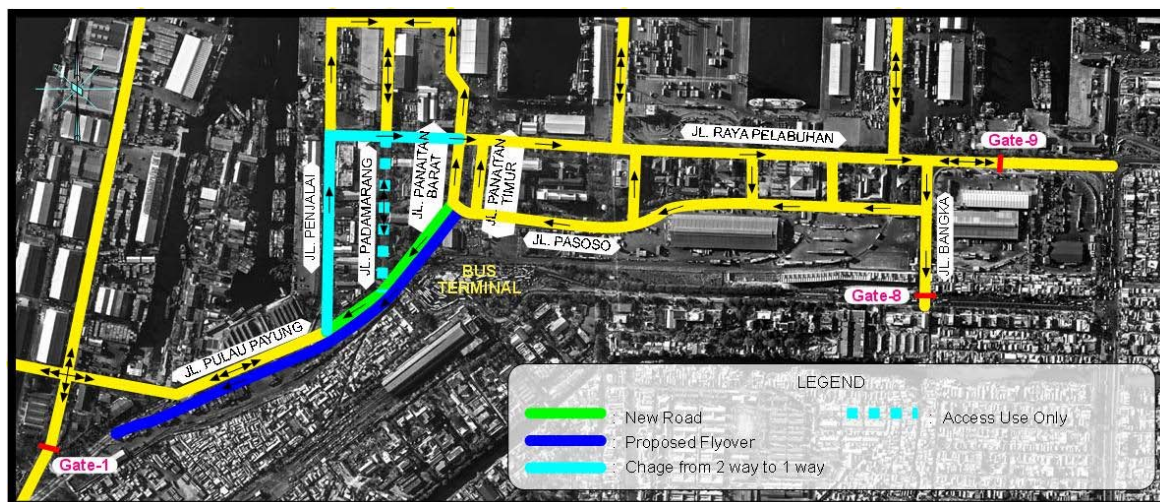 Gate-9
JL. RAYA PELABUHAN
JL. PENJALAI
JL. PADAMARANG
JL. PANAITAN
BARAT
JL. PANAITAN
TIMUR
JL. PASOSO
JL. BANGKA
BUS
TERMINAL
Gate-8
JL. PULAU PAYUNG
Gate-1
LEGEND
: New Road
: Proposed Flyover
: Chage from 2 way to 1 way
: Access Use Only